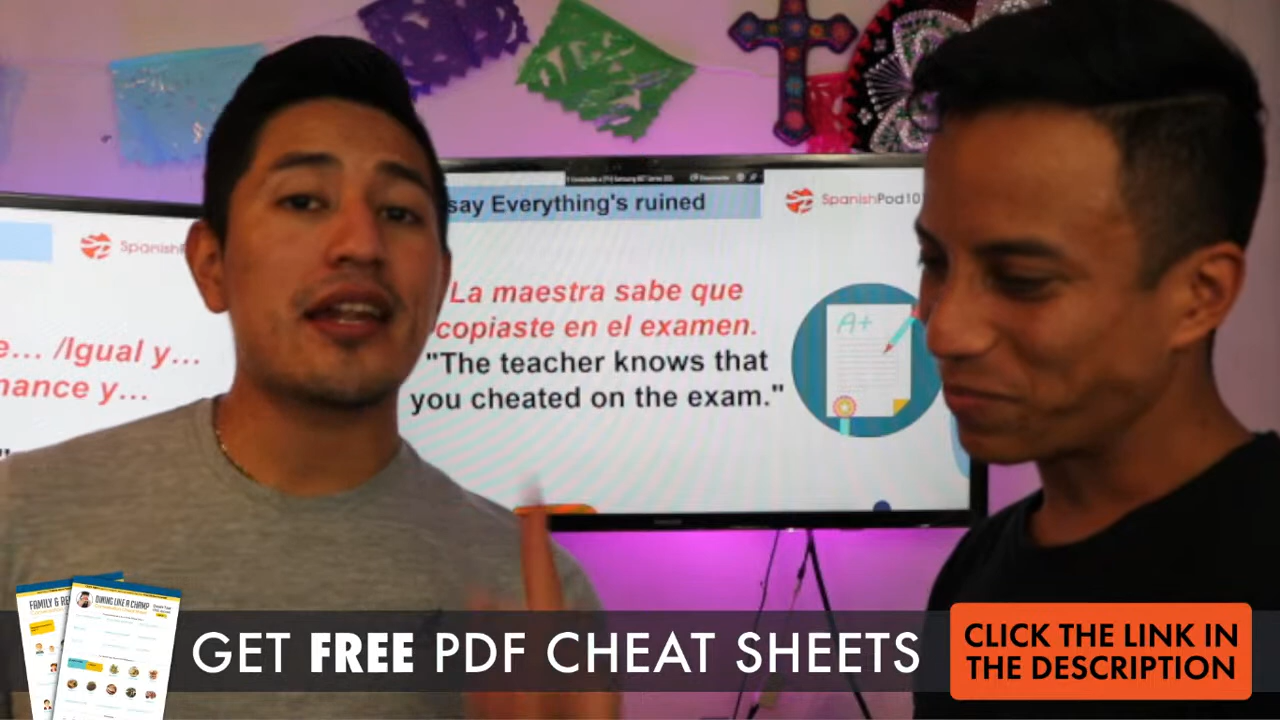 say Everything's ruined
SpanishPod10
Spanish
e... /Igual y...
nance y...
La maestra sabe que
copiaste en el examen.
"The teacher knows that
you cheated on the exam."
A+
FAMILY & RE
DINING LIKE A CHAMP
GET FREE PDF CHEAT SHEETS
CLICK THE LINK IN
THE DESCRIPTION